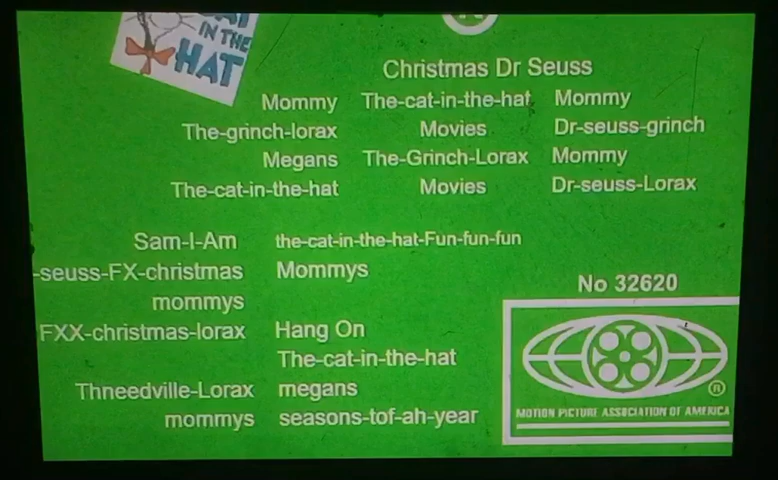 IN THE
HAT
Christmas Dr Seuss
Mommy The-cat-in-the-hat Mommy
The-grinch-lorax Movies Dr-seuss-grinch
Megans The-Grinch-Lorax Mommy
The-cat-in-the-hat Movies Dr-seuss-Lorax
Sam-I-Am the-cat-in-the-hat-Fun-fun-fun
-seuss-FX-christmas Mommys
mommys
FXX-christmas-lorax Hang On
The-cat-in-the-hat
Thneedville-Lorax megans
mommys seasons-tof-ah-year
No 32620
®
MOTION PICTURE ASSOCIATION OF AMERICA